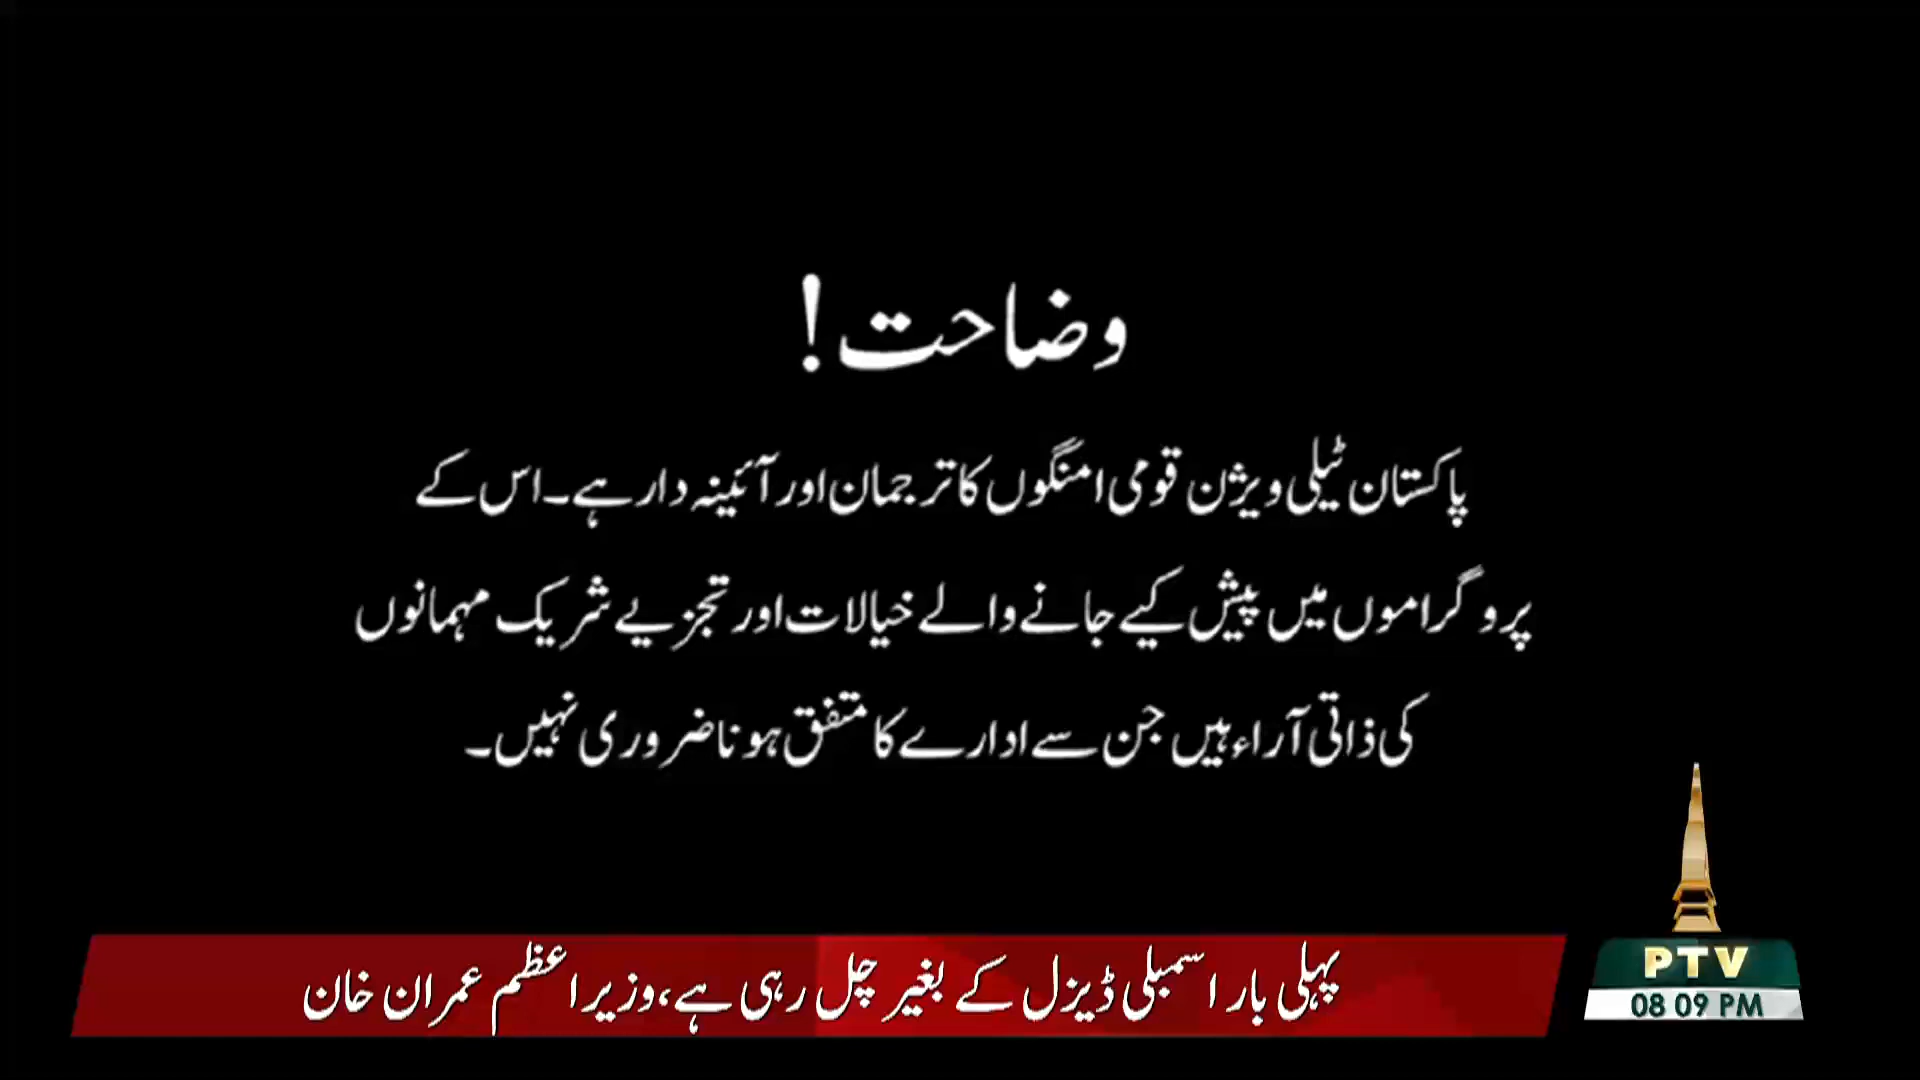 وضاحت!
پاکستان ٹیلی ویژن قومی امنگوں کا ترجمان اور آئینہ دار ہے۔ اس کے
پروگراموں میں پیش کیے جانے والے خیالات اور تجزیے شریک مہمانوں
کی ذاتی آراء ہیں جن سے ادارے کا متفق ہونا ضروری نہیں۔
پہلی بار اسمبلی ڈیزل کے بغیر چل رہی ہے، وزیراعظم عمران خان
PTV
08 09 PM